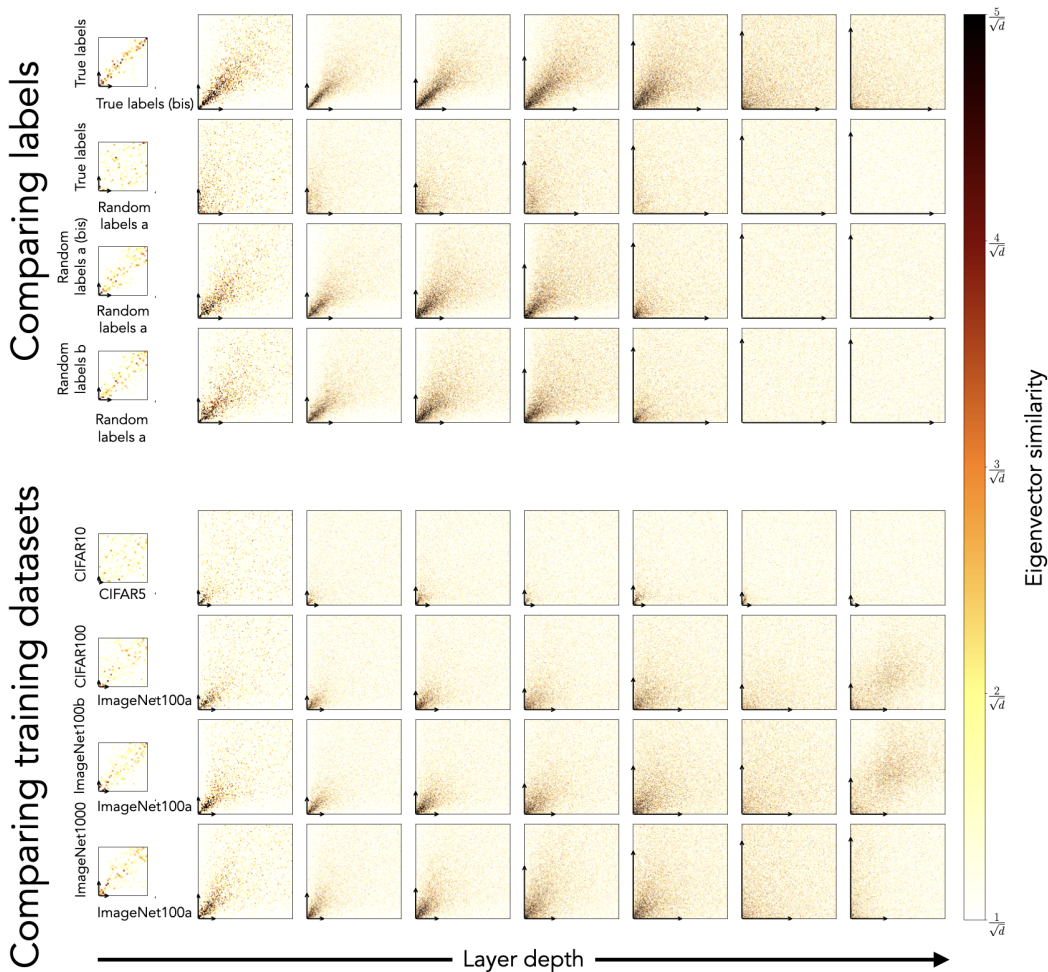 Comparing labels
True labels
True labels (bis)
True labels
Random
labels a
Random
labels a (bis)
Random
labels a
Random
labels b
Random
labels a
Comparing training datasets
CIFAR10
CIFAR5
CIFAR100
ImageNet100a
ImageNet100b
ImageNet100a
ImageNet1000
ImageNet100a
Layer depth
5/√d
4/√d
3/√d
2/√d
1/√d
Eigenvector similarity